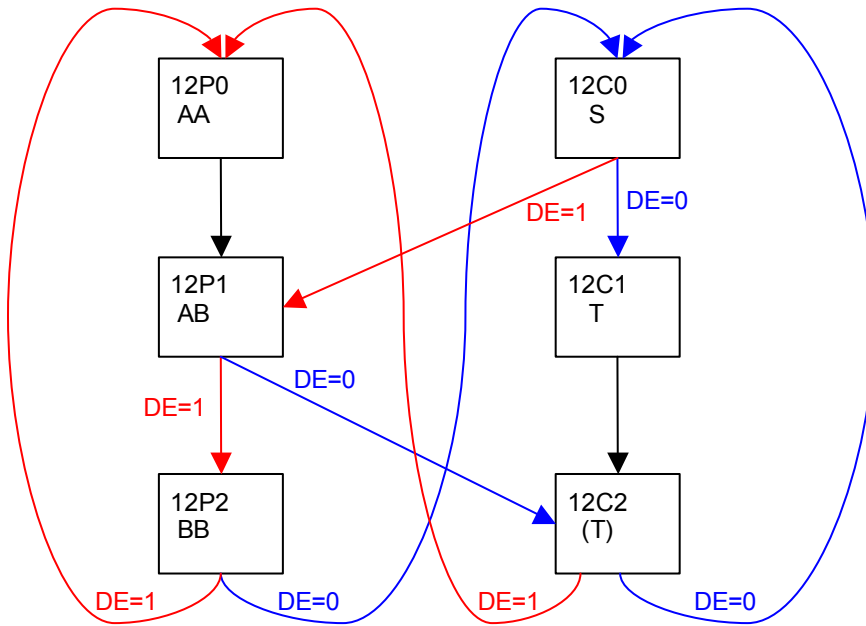 12P0
AA
12C0
S
DE=1
DE=0
12P1
AB
12C1
T
DE=0
DE=1
12P2
BB
12C2
(T)
DE=1
DE=0
DE=1
DE=0